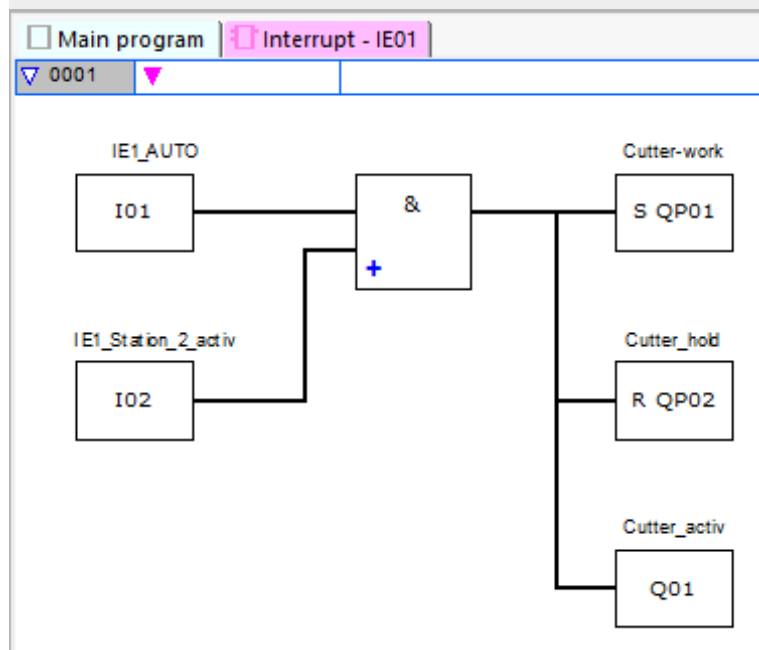 Main program
Interrupt - IE01
0001
IE1_AUTO
Cutter-work
I01
&
S QP01
+
IE1_Station_2_activ
Cutter_hold
I02
R QP02
Cutter_activ
Q01